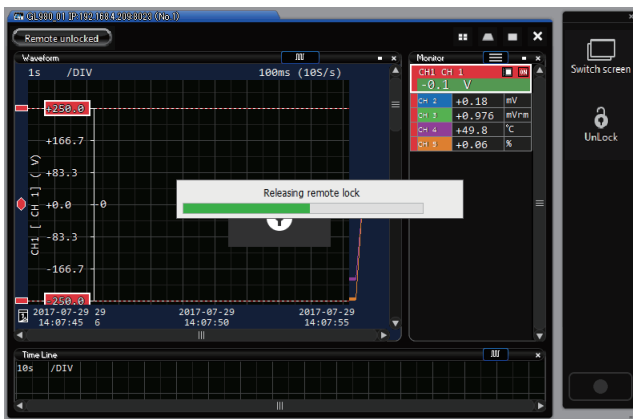 GL980_01 IP:192.168.4.209:8023 (No.1)
Remote unlocked
Waveform
1s /DIV 100ms (10S/s)
+250.0
+166.7
+83.3
+0.0
-0
-83.3
-166.7
-250.0
CH1 [ CH 1] ( V)
2017-07-29 29 2017-07-29 2017-07-29
14:07:45 6 14:07:50 14:07:55
Monitor
CH1 CH 1 ON
-0.1 V
CH 2 +0.18 mV
CH 3 +0.976 mVrm
CH 4 +49.8 °C
CH 5 +0.06 %
Releasing remote lock
Time Line
10s /DIV
Switch screen
UnLock